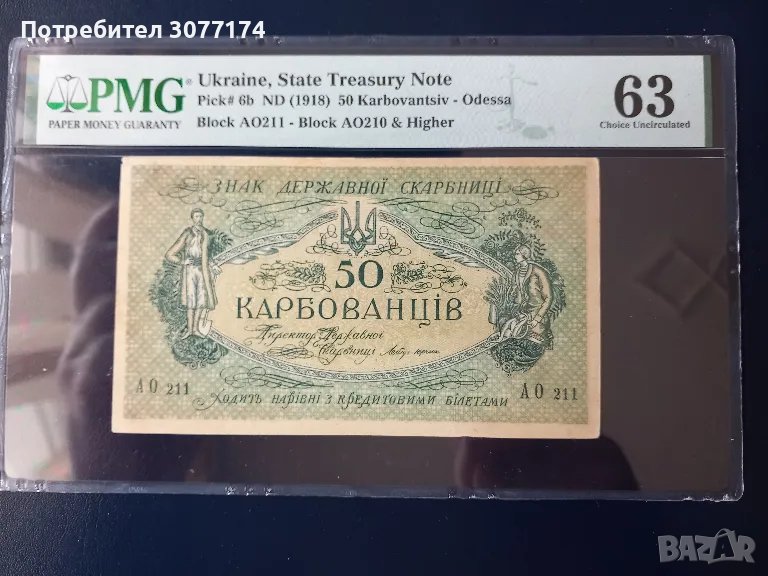 Потребител 3077174
PMG
PAPER MONEY GUARANTY
Ukraine, State Treasury Note
Pick# 6b ND (1918) 50 Karbovantsiv - Odessa
Block AO211 - Block AO210 & Higher
63
Choice Uncirculated
ЗНАК ДЕРЖАВНОЇ СКАРБНИЦІ
50
КАРБОВАНЦІВ
Директор Державної
Скарбниці
АО 211
АО 211
ХОДИТЬ НАРІВНІ З КРЕДИТОВИМИ БІЛЕТАМИ
BAZAR